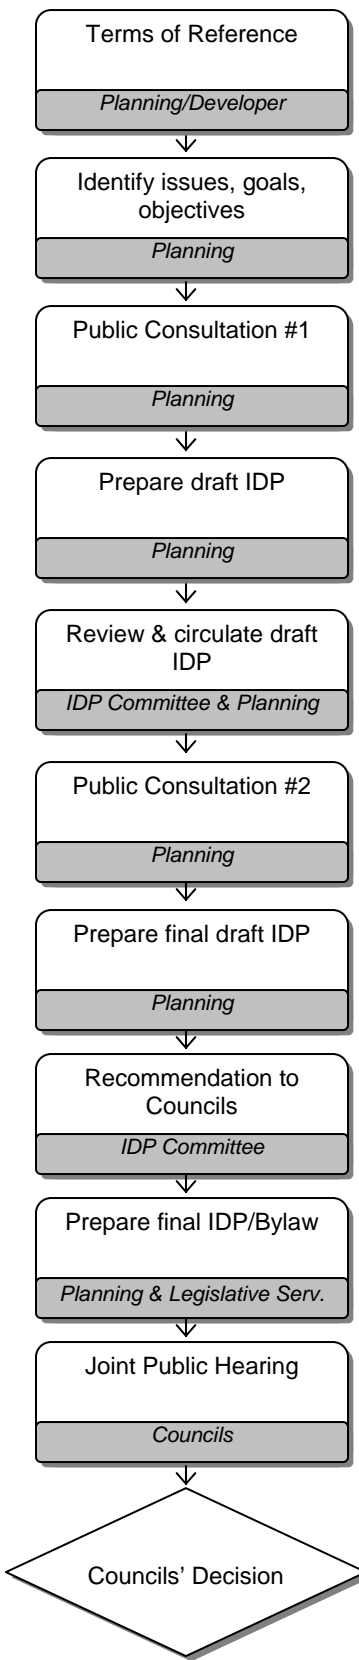 Terms of Reference
Planning/Developer
Identify issues, goals,
objectives
Planning
Public Consultation #1
Planning
Prepare draft IDP
Planning
Review & circulate draft
IDP
IDP Committee & Planning
Public Consultation #2
Planning
Prepare final draft IDP
Planning
Recommendation to
Councils
IDP Committee
Prepare final IDP/Bylaw
Planning & Legislative Serv.
Joint Public Hearing
Councils
Councils’ Decision